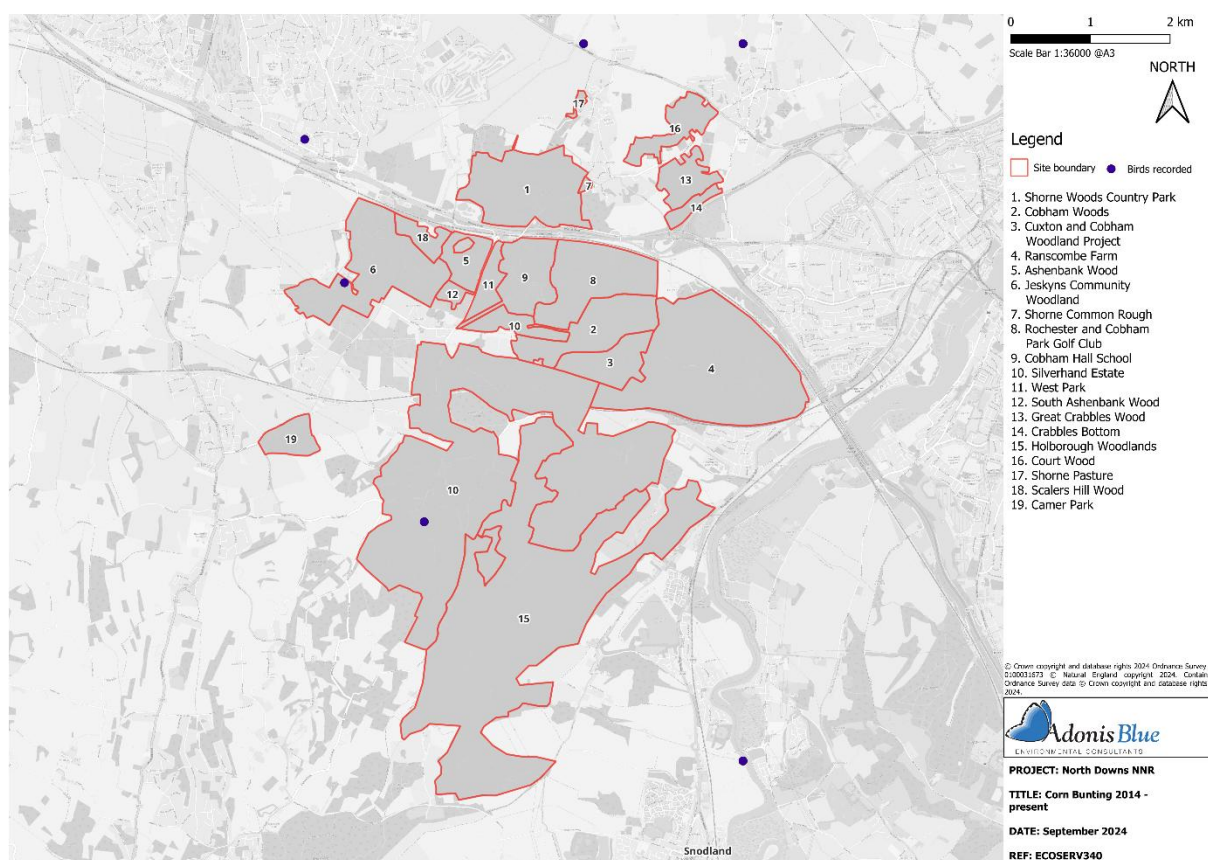 0 1 2 km
Scale Bar 1:36000 @A3
NORTH
Legend
Site boundary Birds recorded
1. Shorne Woods Country Park
2. Cobham Woods
3. Cuxton and Cobham
Woodland Project
4. Ranscombe Farm
5. Ashenbank Wood
6. Jeskyns Community
Woodland
7. Shorne Common Rough
8. Rochester and Cobham
Park Golf Club
9. Cobham Hall School
10. Silverhand Estate
11. West Park
12. South Ashenbank Wood
13. Great Crabbles Wood
14. Crabbles Bottom
15. Holborough Woodlands
16. Court Wood
17. Shorne Pasture
18. Scalers Hill Wood
19. Camer Park
17
16
1
7
13
14
18
5
6
9
8
11
12
10
2
3
4
19
10
15
Snodland
© Crown copyright and database rights 2024 Ordnance Survey
0100031673 © Natural England copyright 2024. Contain
Ordnance Survey data © Crown copyright and database rights
2024.
Adonis Blue
ENVIRONMENTAL CONSULTANTS
PROJECT: North Downs NNR
TITLE: Corn Bunting 2014 -
present
DATE: September 2024
REF: ECOSERV340